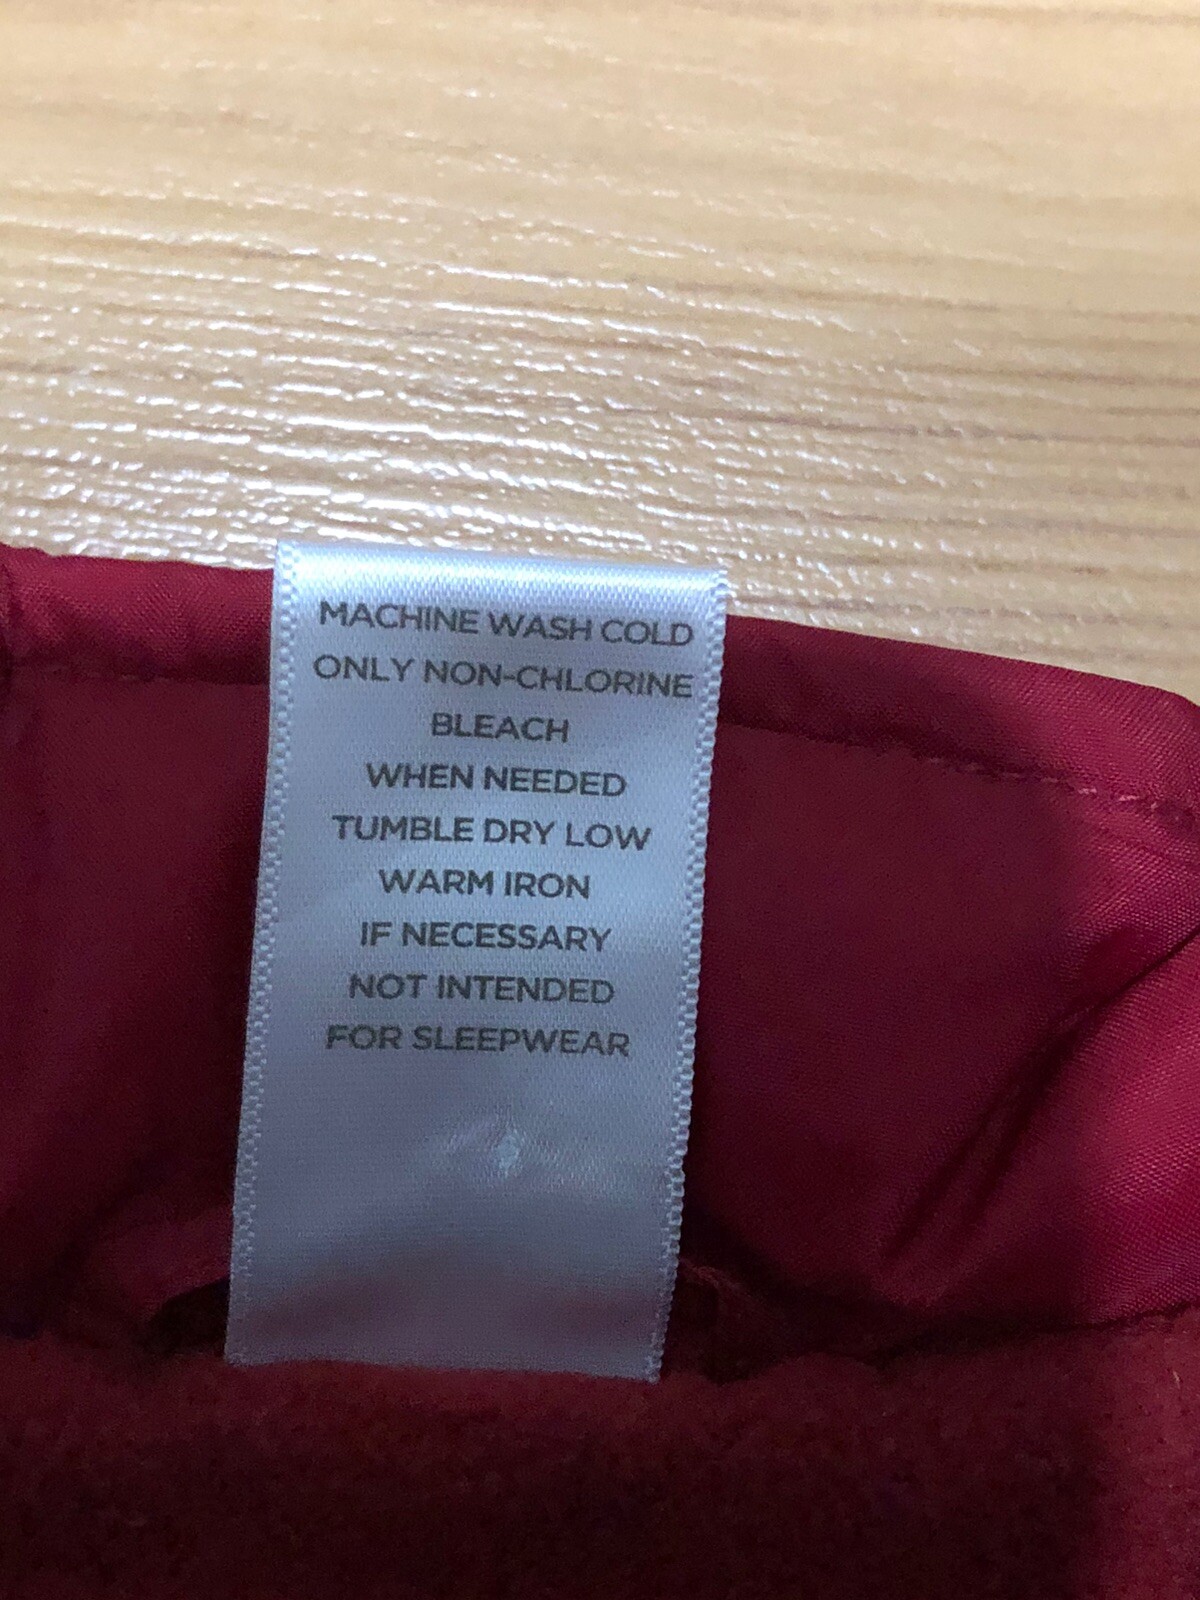 MACHINE WASH COLD
ONLY NON-CHLORINE
BLEACH
WHEN NEEDED
TUMBLE DRY LOW
WARM IRON
IF NECESSARY
NOT INTENDED
FOR SLEEPWEAR